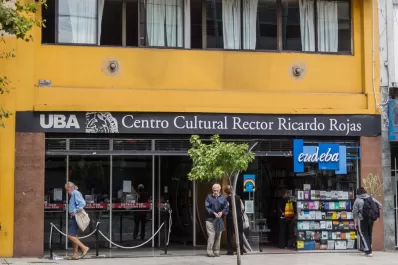 UBA Centro Cultural Rector Ricardo Rojas
eudeba